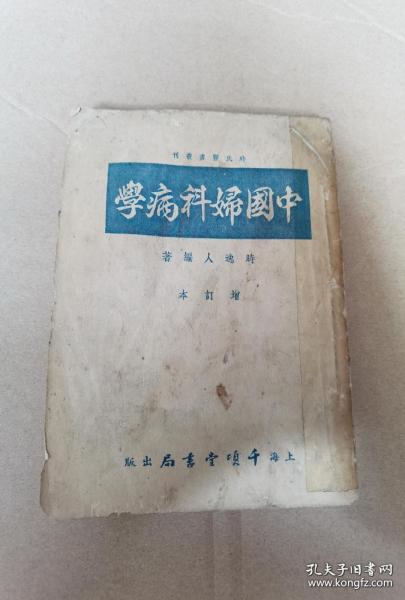 時氏醫書叢刊
中國婦科病學
時逸人編著
增訂本
上海千頃堂書局出版
孔夫子旧书网
www.kongfz.com